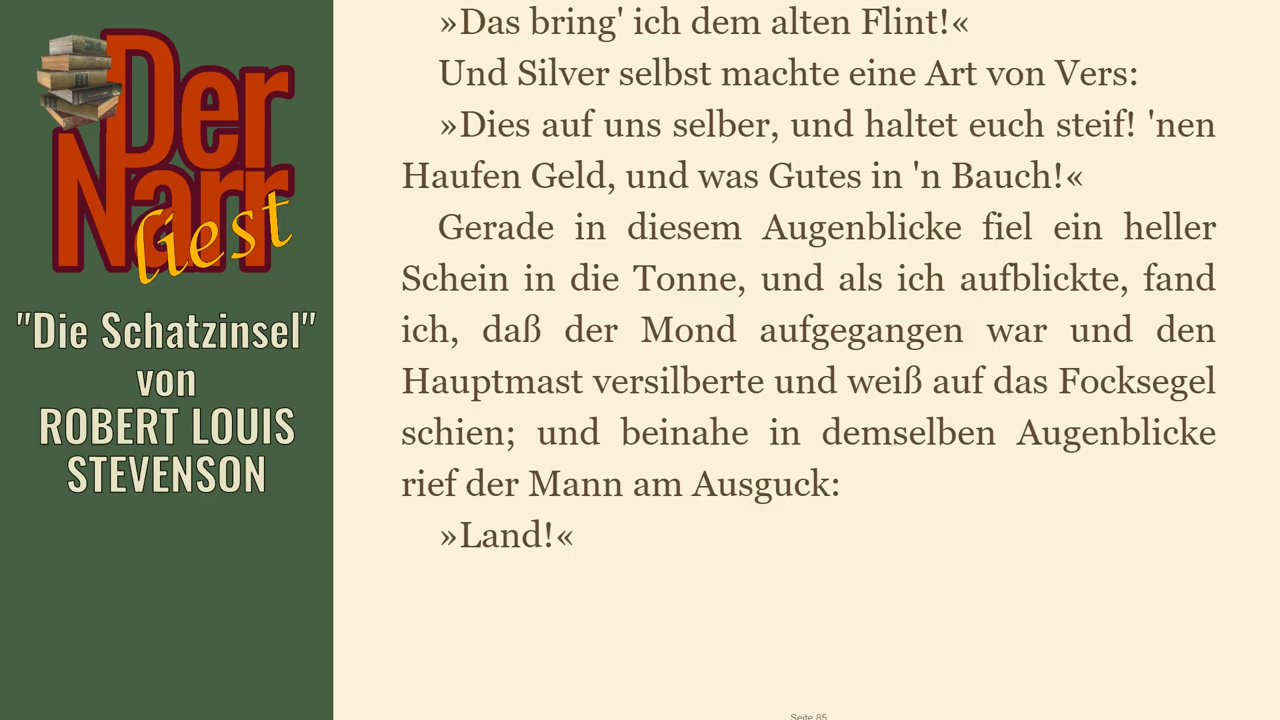 Der
Narr
liest
"Die Schatzinsel"
von
ROBERT LOUIS
STEVENSON
»Das bring' ich dem alten Flint!«
Und Silver selbst machte eine Art von Vers:
»Dies auf uns selber, und haltet euch steif! 'nen
Haufen Geld, und was Gutes in 'n Bauch!«
Gerade in diesem Augenblicke fiel ein heller
Schein in die Tonne, und als ich aufblickte, fand
ich, daß der Mond aufgegangen war und den
Hauptmast versilberte und weiß auf das Focksegel
schien; und beinahe in demselben Augenblicke
rief der Mann am Ausguck:
»Land!«
Seite 85